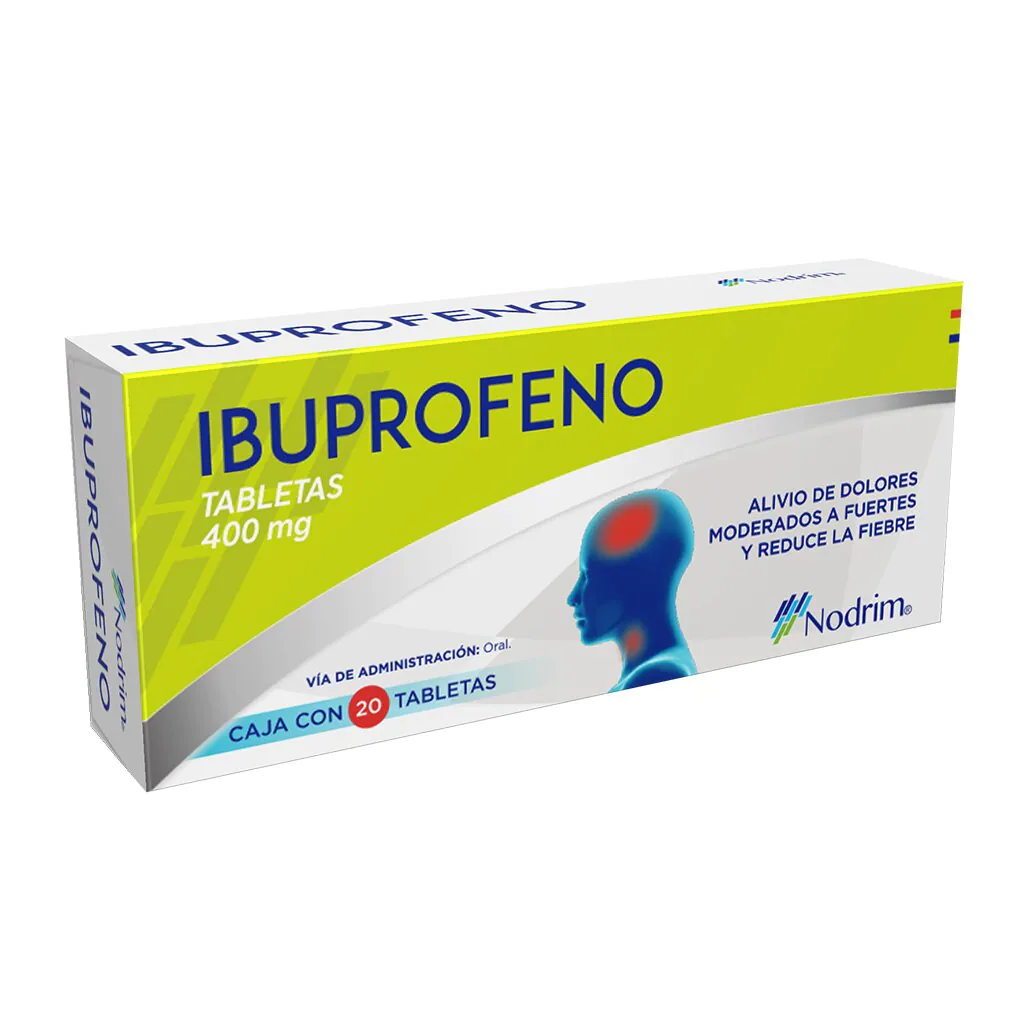 IBUPROFENO
Nodrim
IBUPROFENO
Nodrim®
IBUPROFENO
TABLETAS
400 mg
ALIVIO DE DOLORES
MODERADOS A FUERTES
Y REDUCE LA FIEBRE
Nodrim®
VÍA DE ADMINISTRACIÓN: Oral.
CAJA CON 20 TABLETAS